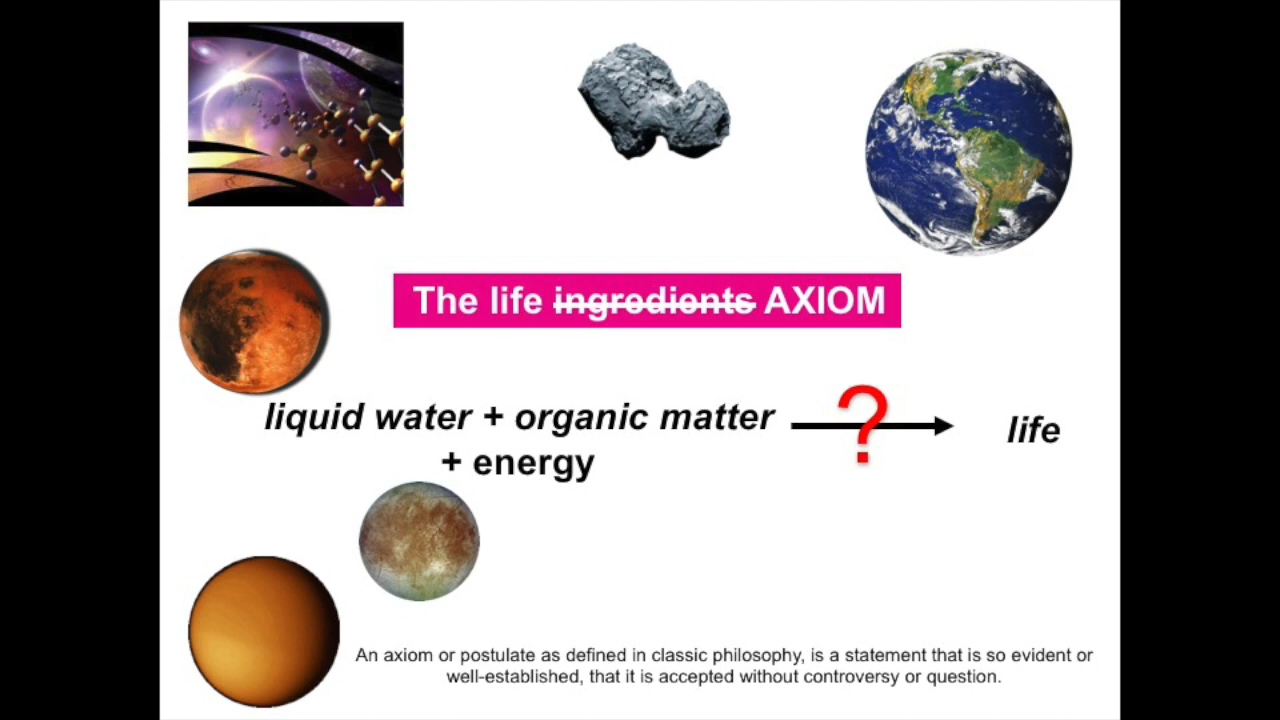 The life ingredients AXIOM
liquid water + organic matter
+ energy
?
life
An axiom or postulate as defined in classic philosophy, is a statement that is so evident or
well-established, that it is accepted without controversy or question.